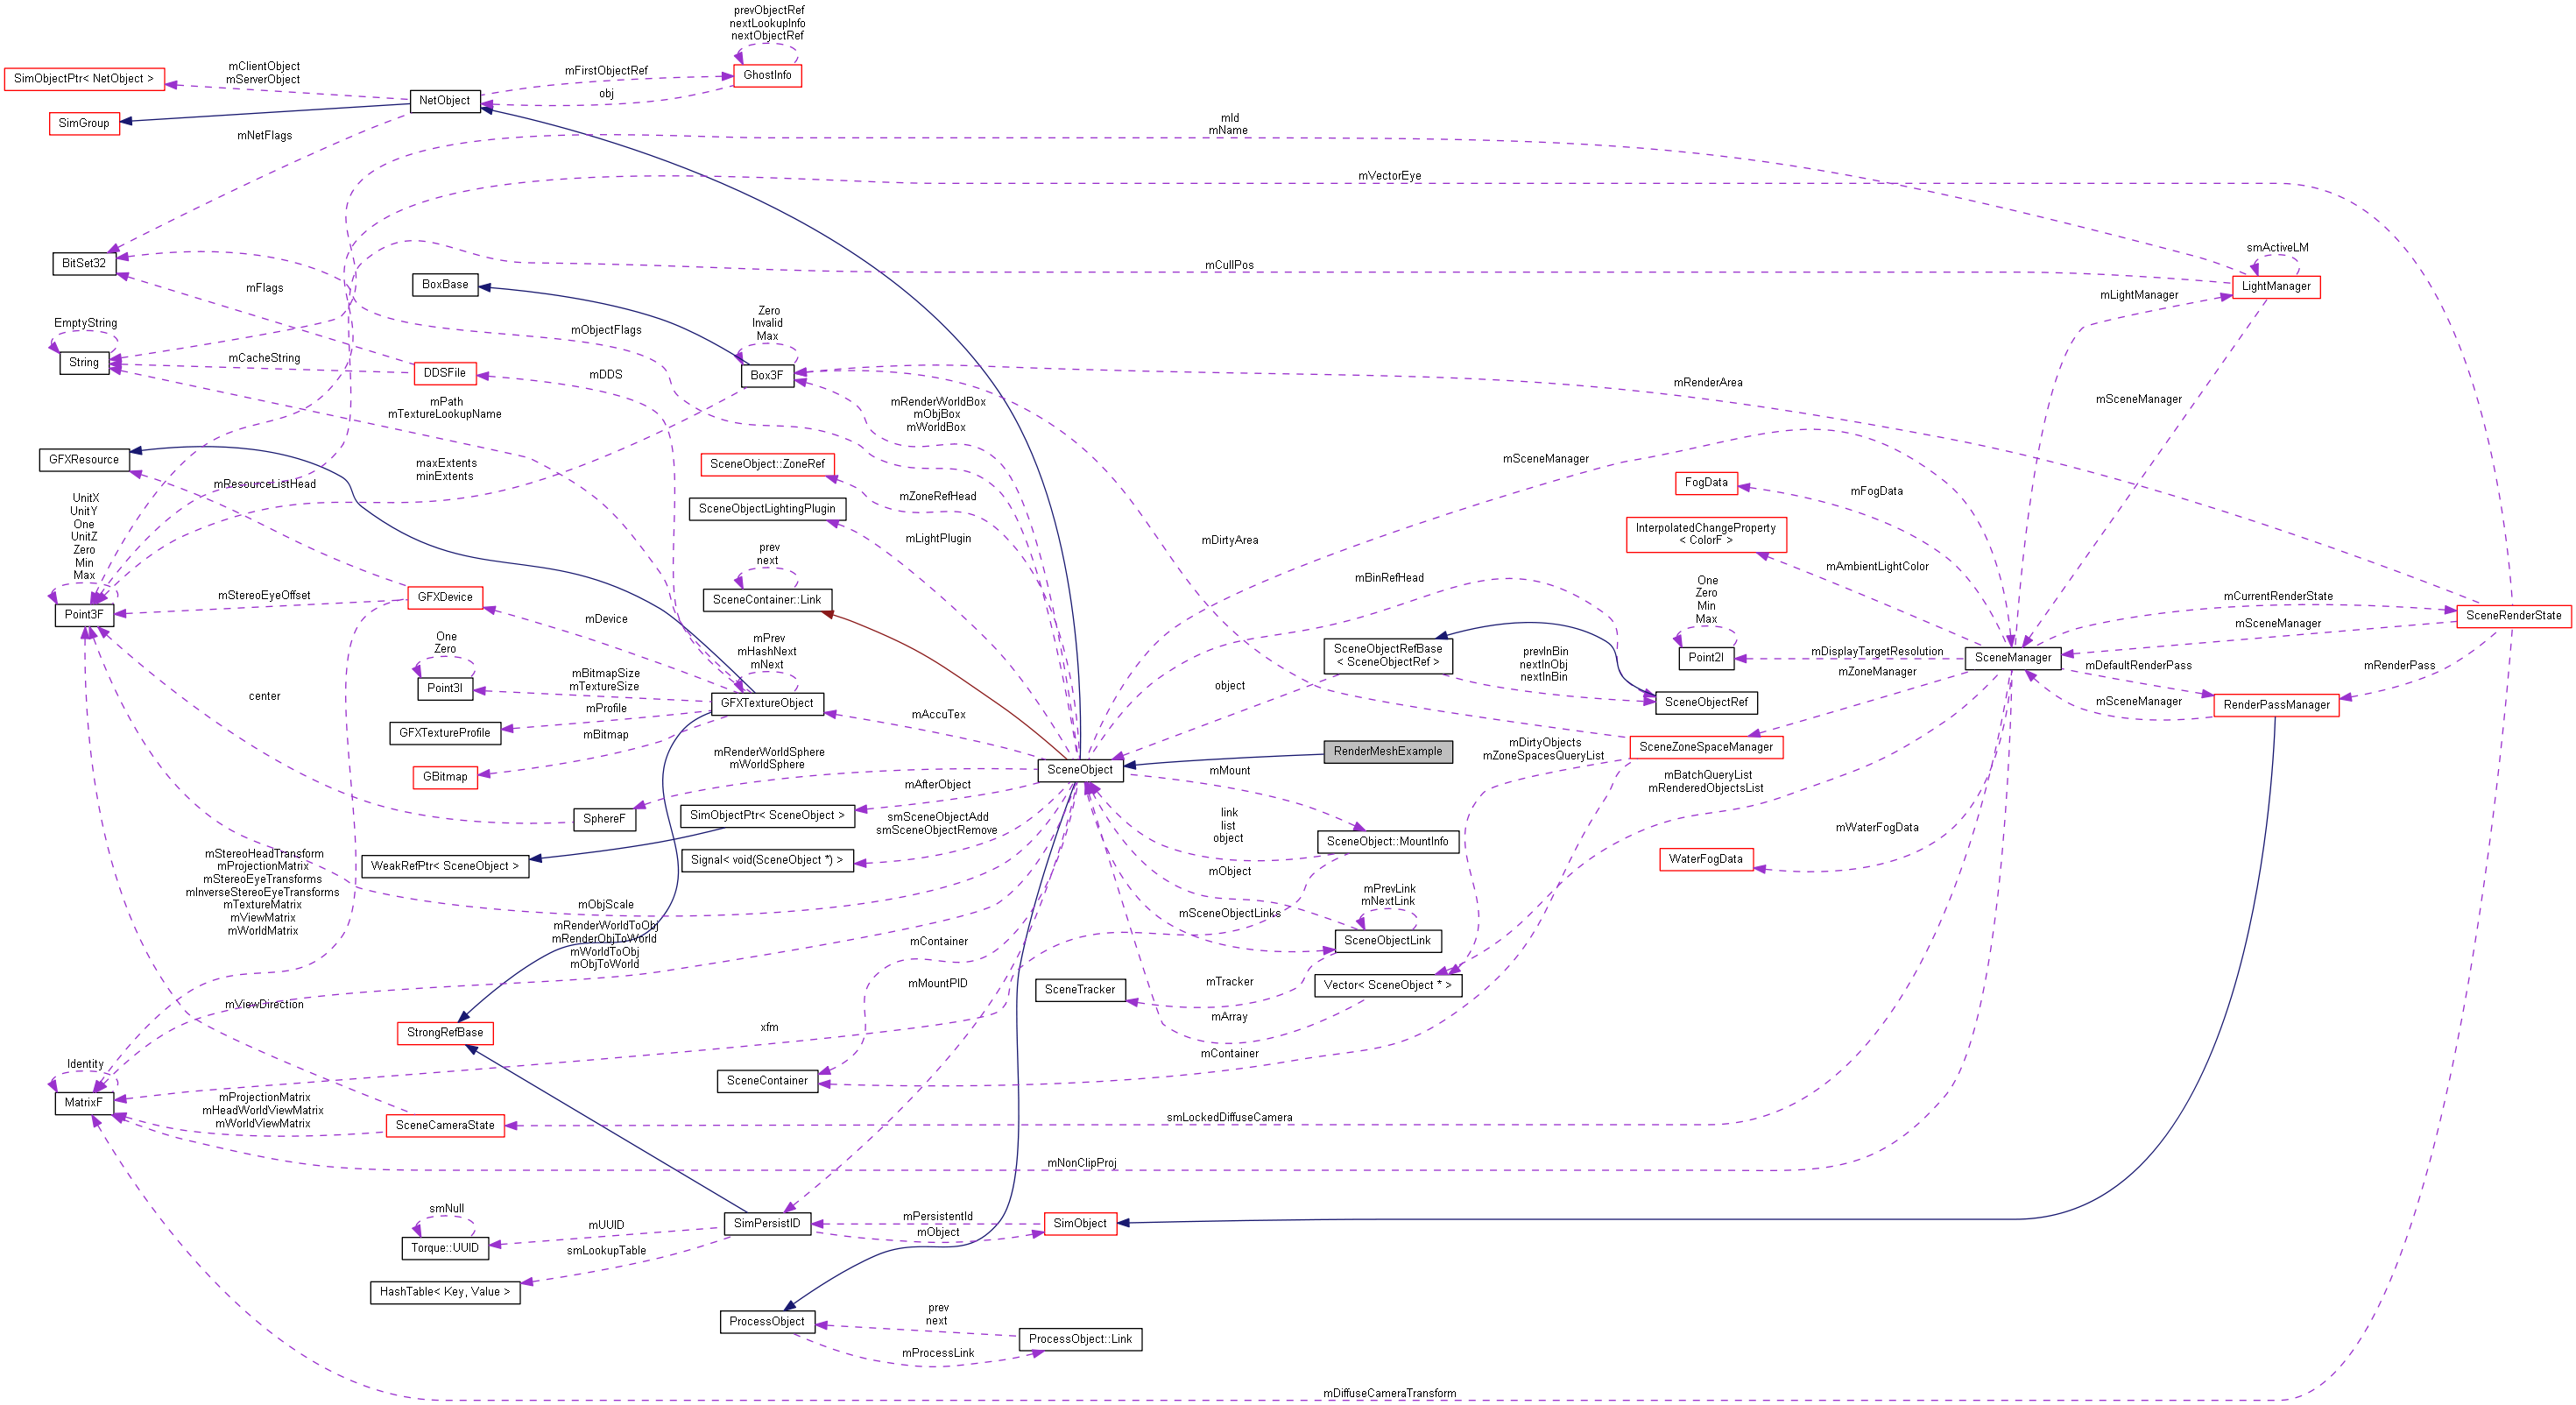 prevObjectRef
nextLookupInfo
nextObjectRef
mClientObject
mServerObject
SimObjectPtr< NetObject >
mFirstObjectRef
GhostInfo
obj
NetObject
SimGroup
mNetFlags
mId
mName
mVectorEye
BitSet32
BoxBase
mCullPos
smActiveLM
LightManager
mFlags
mLightManager
EmptyString
String
mCacheString
DDSFile
mObjectFlags
mDDS
Zero
Invalid
Max
Box3F
mRenderArea
mPath
mTextureLookupName
mRenderWorldBox
mObjBox
mWorldBox
mSceneManager
GFXResource
mResourceListHead
maxExtents
minExtents
SceneObject::ZoneRef
mZoneRefHead
mSceneManager
FogData
mFogData
UnitX
UnitY
One
UnitZ
Zero
Min
Max
Point3F
SceneObjectLightingPlugin
mLightPlugin
mDirtyArea
InterpolatedChangeProperty
< ColorF >
mAmbientLightColor
prev
next
SceneContainer::Link
mBinRefHead
One
Zero
Min
Max
Point2I
mStereoEyeOffset
GFXDevice
mDevice
mCurrentRenderState
mSceneManager
SceneRenderState
mPrev
mHashNext
mNext
GFXTextureObject
One
Zero
Point3I
mBitmapSize
mTextureSize
SceneObjectRefBase
< SceneObjectRef >
prevInBin
nextInObj
nextInBin
SceneObjectRef
mDisplayTargetResolution
SceneManager
mZoneManager
mDefaultRenderPass
mRenderPass
mSceneManager
RenderPassManager
center
mProfile
GFXTextureProfile
mBitmap
GBitmap
mAccuTex
object
RenderMeshExample
mDirtyObjects
mZoneSpacesQueryList
SceneZoneSpaceManager
mRenderWorldSphere
mWorldSphere
SceneObject
mMount
mBatchQueryList
mRenderedObjectsList
SphereF
mAfterObject
SimObjectPtr< SceneObject >
smSceneObjectAdd
smSceneObjectRemove
link
list
object
SceneObject::MountInfo
mWaterFogData
WaterFogData
WeakRefPtr< SceneObject >
Signal< void(SceneObject *) >
mStereoHeadTransform
mProjectionMatrix
mStereoEyeTransforms
mInverseStereoEyeTransforms
mTextureMatrix
mViewMatrix
mWorldMatrix
mObject
mPrevLink
mNextLink
mObjScale
mSceneObjectLinks
SceneObjectLink
mRenderWorldToObj
mRenderObjToWorld
mWorldToObj
mObjToWorld
mContainer
mMountPID
SceneTracker
mTracker
Vector< SceneObject * >
mArray
mViewDirection
StrongRefBase
xfm
mContainer
SceneContainer
Identity
MatrixF
mProjectionMatrix
mHeadWorldViewMatrix
mWorldViewMatrix
SceneCameraState
smLockedDiffuseCamera
mNonClipProj
smNull
Torque::UUID
mUUID
SimPersistID
mPersistentId
mObject
SimObject
smLookupTable
HashTable< Key, Value >
ProcessObject
prev
next
ProcessObject::Link
mProcessLink
mDiffuseCameraTransform